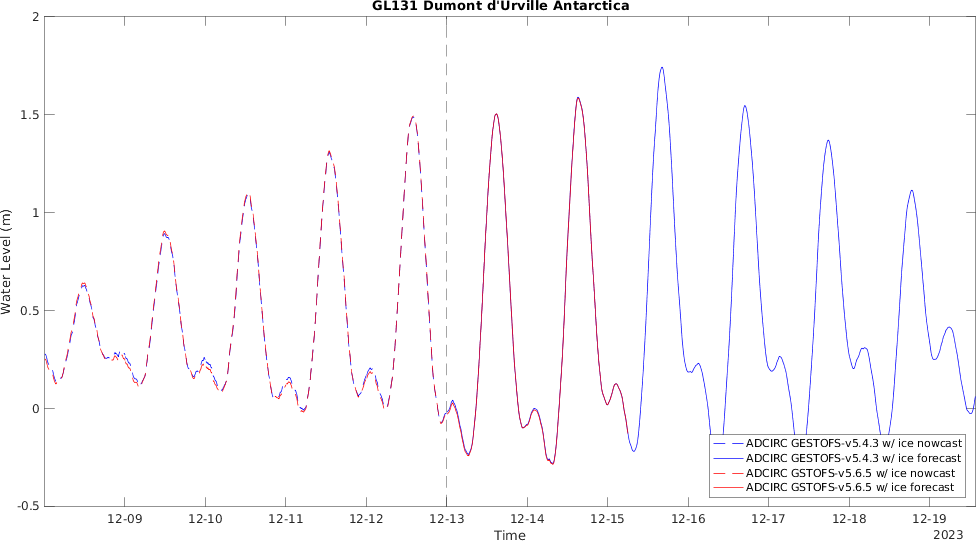 GL131 Dumont d'Urville Antarctica
2
1.5
1
0.5
0
-0.5
Water Level (m)
12-09
12-10
12-11
12-12
12-13
12-14
12-15
12-16
12-17
12-18
12-19
Time
2023
ADCIRC GESTOFS-v5.4.3 w/ ice nowcast
ADCIRC GESTOFS-v5.4.3 w/ ice forecast
ADCIRC GSTOFS-v5.6.5 w/ ice nowcast
ADCIRC GSTOFS-v5.6.5 w/ ice forecast